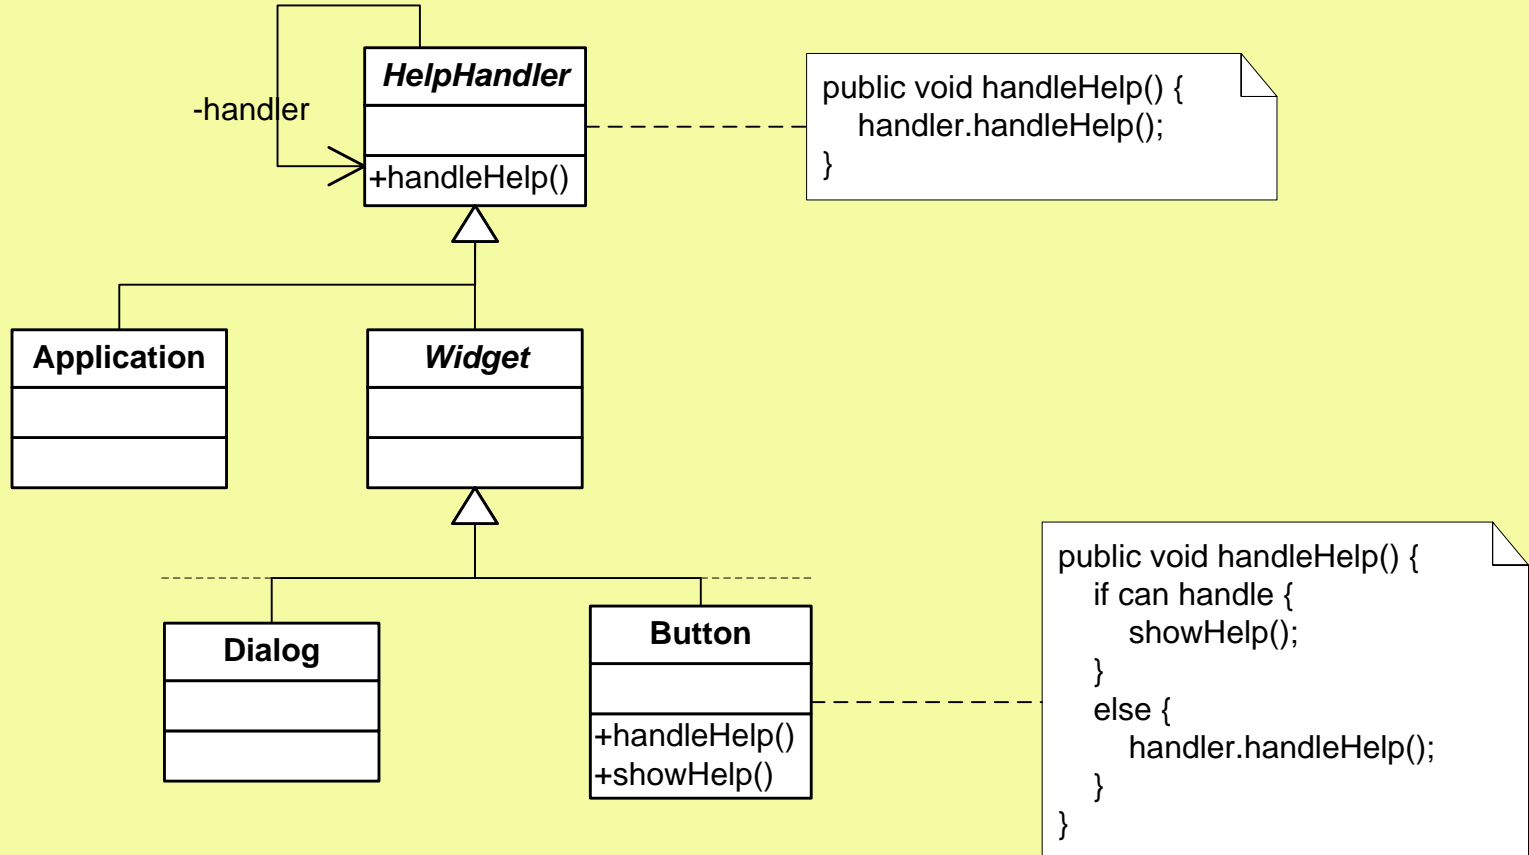 HelpHandler
-handler
+handleHelp()
public void handleHelp() {
handler.handleHelp();
}
Application
Widget
Dialog
Button
+handleHelp()
+showHelp()
public void handleHelp() {
if can handle {
showHelp();
}
else {
handler.handleHelp();
}
}